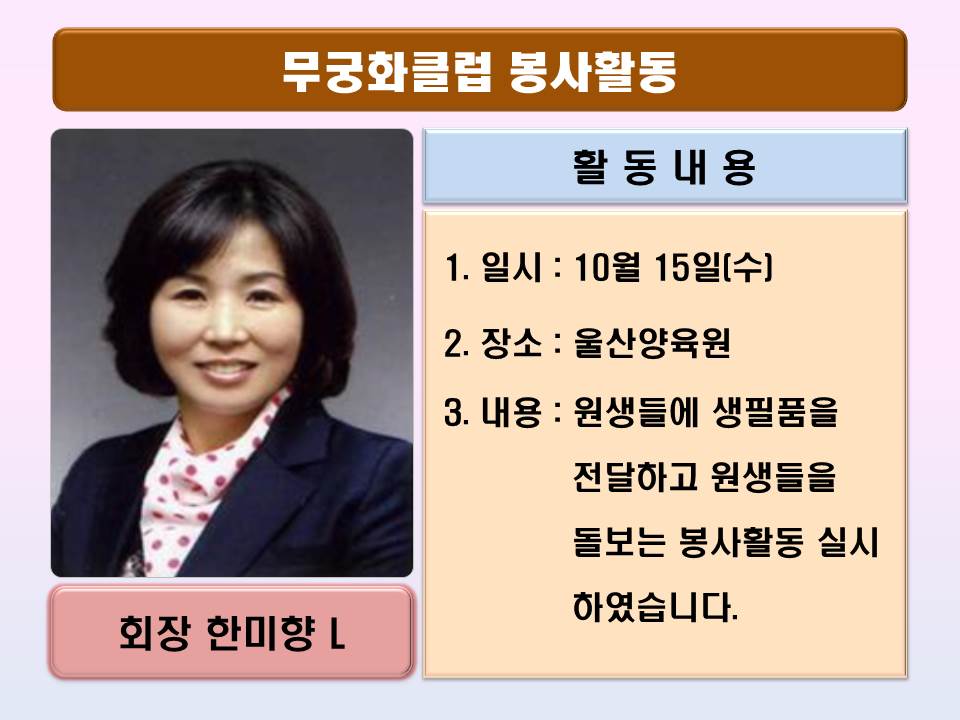 무궁화클럽 봉사활동
활 동 내 용
1. 일시 : 10월 15일(수)
2. 장소 : 울산양육원
3. 내용 : 원생들에 생필품을
전달하고 원생들을
돌보는 봉사활동 실시
하였습니다.
회장 한미향 L